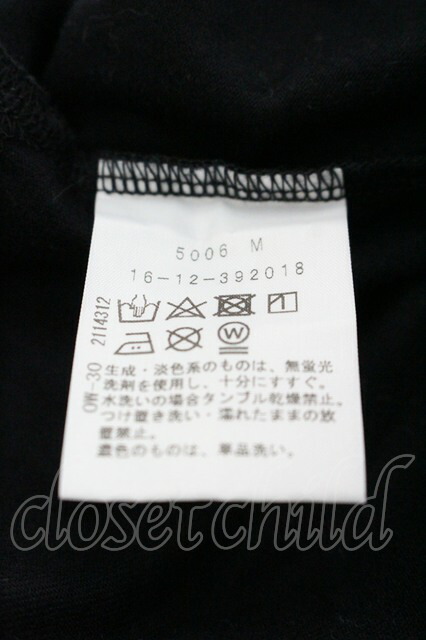 5006 M
16-12-392018
2114312
OW-30
生成・淡色系のものは、無蛍光
洗剤を使用し、十分にすすぐ。
水洗いの場合タンブル乾燥禁止。
つけ置き洗い・濡れたままの放
置禁止。
濃色のものは、単品洗い。
closet child